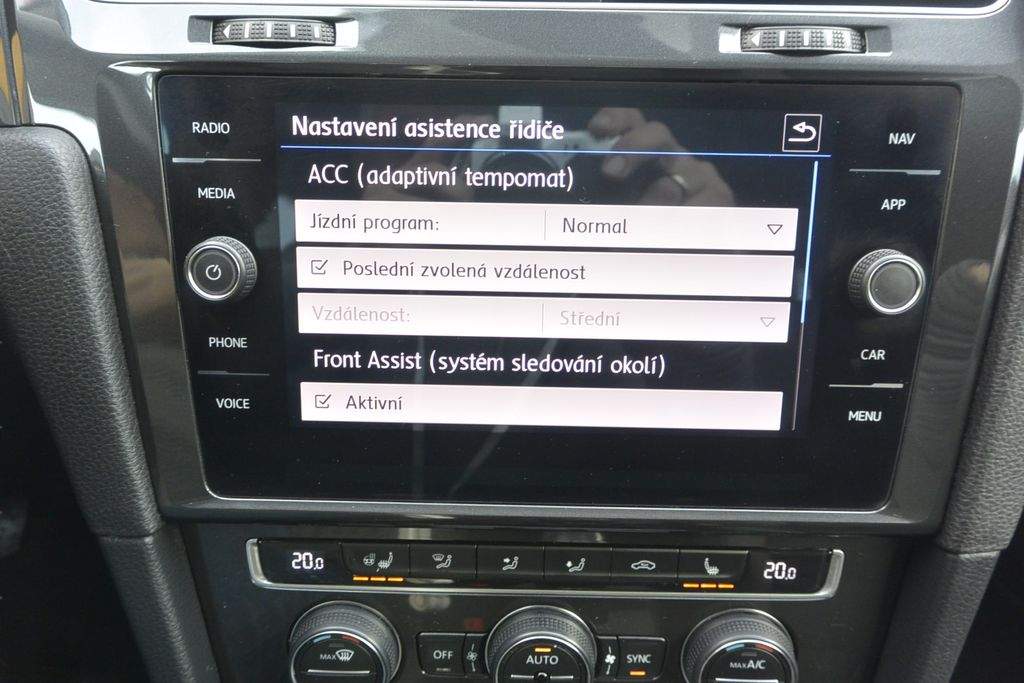 RADIO
MEDIA
PHONE
VOICE
Nastavení asistence řidiče
ACC (adaptivní tempomat)
Jízdní program: Normal
Poslední zvolená vzdálenost
Vzdálenost: Střední
Front Assist (systém sledování okolí)
Aktivní
NAV
APP
CAR
MENU
20.0
20.0
MAX
OFF
AUTO
SYNC
MAX A/C